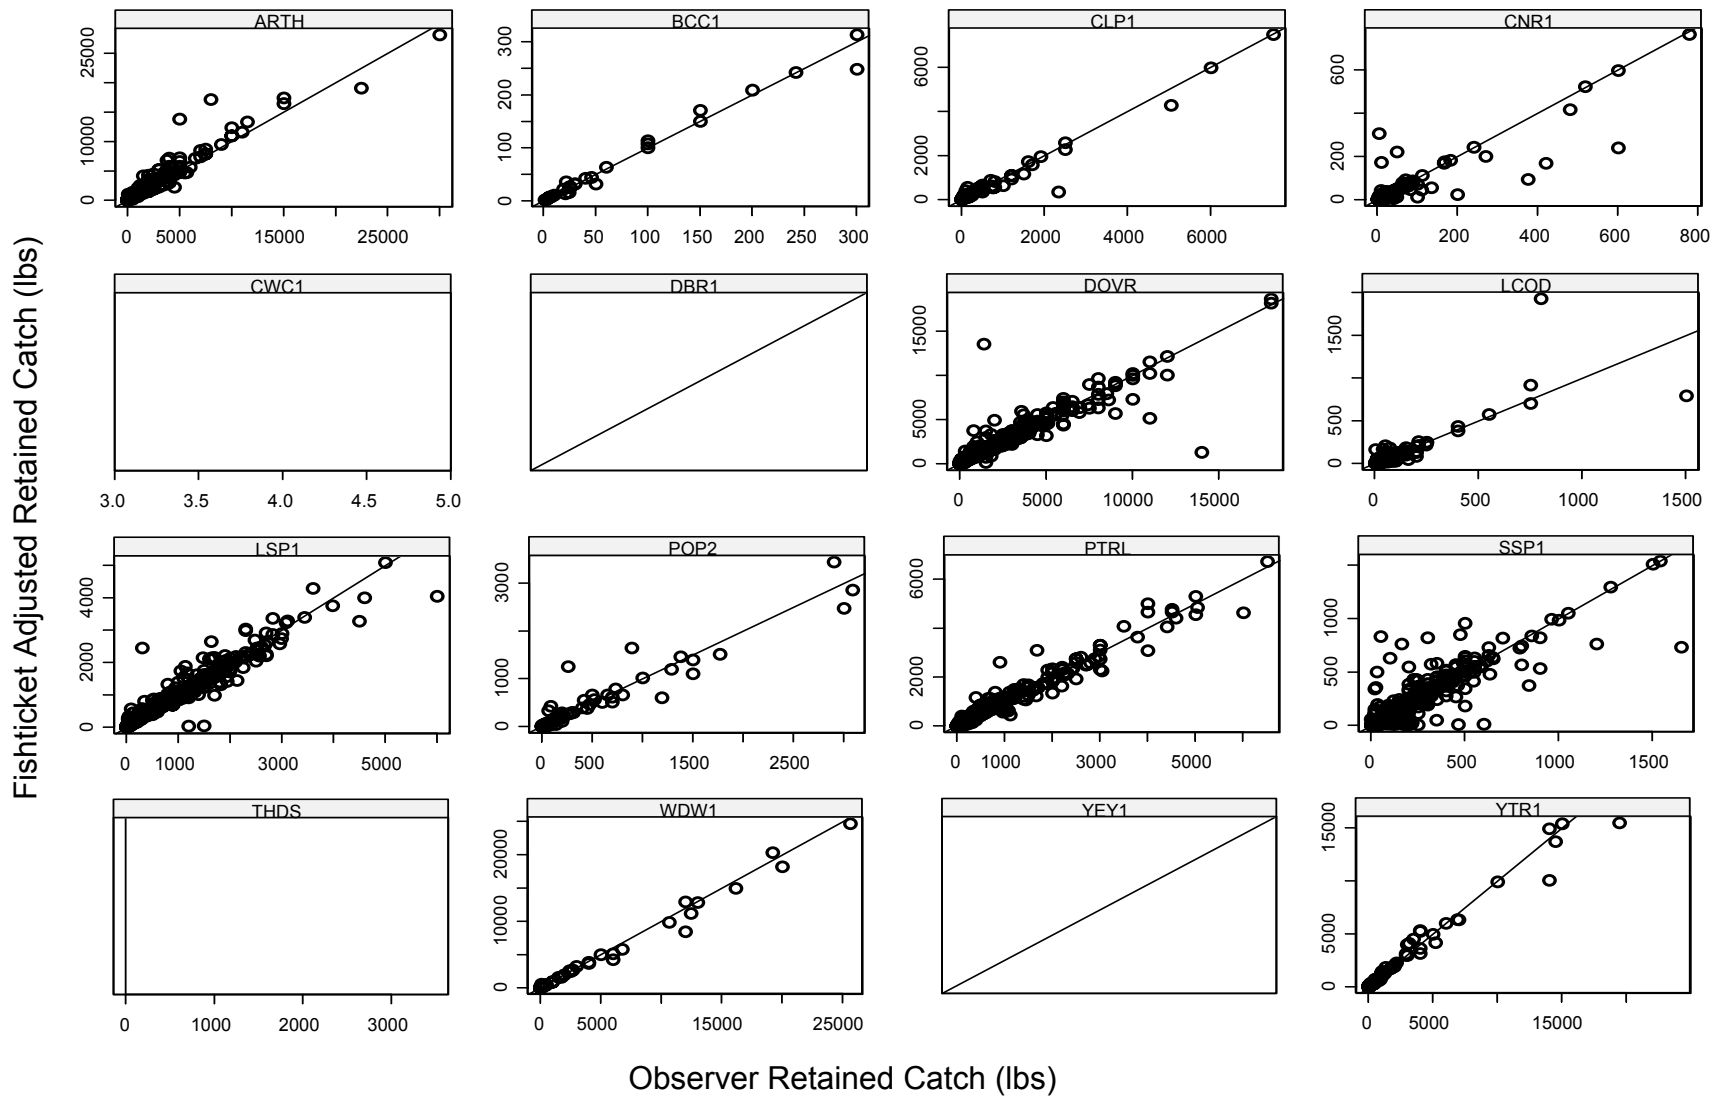 Fishticket Adjusted Retained Catch (lbs)
ARTH
0 10000 25000
0 5000 15000 25000
BCC1
0 100 200 300
0 50 100 150 200 250 300
CLP1
0 2000 6000
0 2000 4000 6000
CNR1
0 200 600
0 200 400 600 800
CWC1
3.0 3.5 4.0 4.5 5.0
DBR1
DOVR
0 5000 15000
0 5000 10000 15000
LCOD
0 500 1500
0 500 1000 1500
LSP1
0 2000 4000
0 1000 3000 5000
POP2
0 1000 3000
0 500 1500 2500
PTRL
0 2000 6000
0 1000 3000 5000
SSP1
0 500 1000
0 500 1000 1500
THDS
0 1000 2000 3000
WDW1
0 10000 20000
0 5000 15000 25000
YEY1
YTR1
0 5000 15000
0 5000 15000
Observer Retained Catch (lbs)